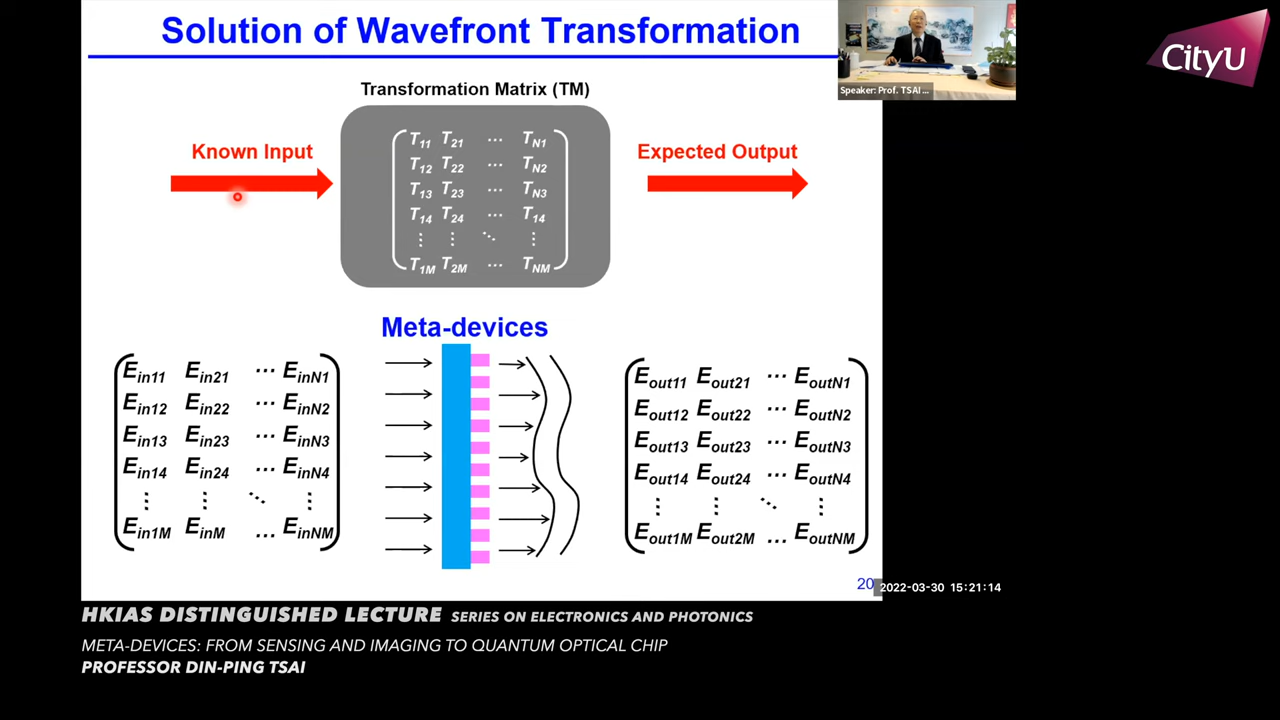 Solution of Wavefront Transformation
CityU
Speaker: Prof. TSAI ...
Transformation Matrix (TM)
Known Input
Expected Output
T11 T21 ... TN1
T12 T22 ... TN2
T13 T23 ... TN3
T14 T24 ... T14
⋮ ⋮ ⋱ ⋮
T1M T2M ... TNM
Meta-devices
Ein11 Ein21 ... EinN1
Ein12 Ein22 ... EinN2
Ein13 Ein23 ... EinN3
Ein14 Ein24 ... EinN4
⋮ ⋮ ⋱ ⋮
Ein1M EinM ... EinNM
Eout11 Eout21 ... EoutN1
Eout12 Eout22 ... EoutN2
Eout13 Eout23 ... EoutN3
Eout14 Eout24 ... EoutN4
⋮ ⋮ ⋱ ⋮
Eout1M Eout2M ... EoutNM
20
2022-03-30 15:21:14
HKIAS DISTINGUISHED LECTURE SERIES ON ELECTRONICS AND PHOTONICS
META-DEVICES: FROM SENSING AND IMAGING TO QUANTUM OPTICAL CHIP
PROFESSOR DIN-PING TSAI